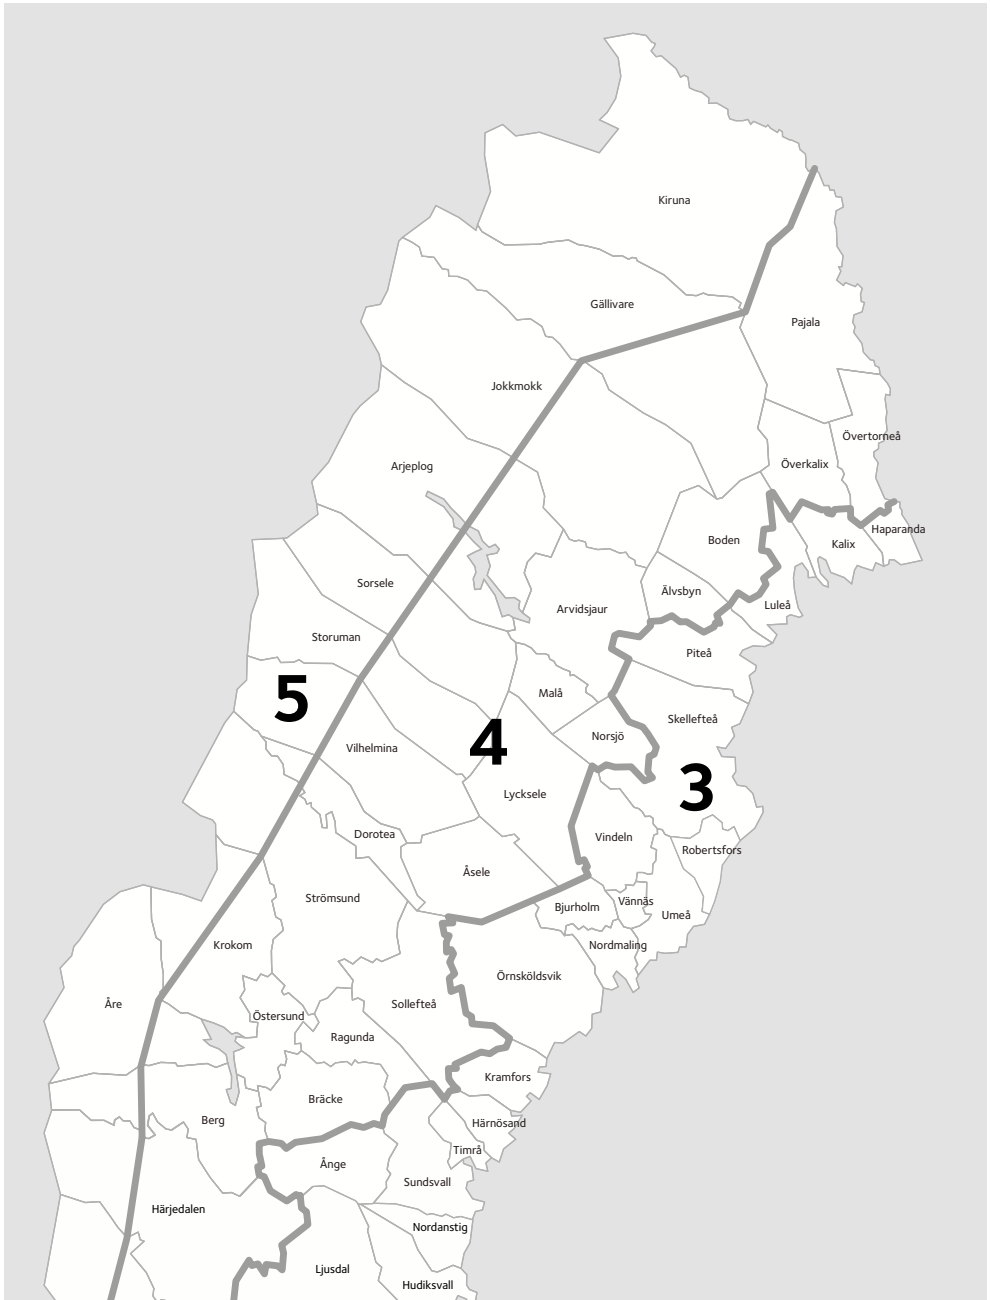 Kiruna
Gällivare
Pajala
Jokkmokk
Övertorneå
Överkalix
Arjeplog
Haparanda
Boden
Kalix
Sorsele
Älvsbyn
Luleå
Arvidsjaur
Storuman
Piteå
Malå
5
Skellefteå
Norsjö
4
Vilhelmina
3
Lycksele
Dorotea
Vindeln
Robertsfors
Åsele
Strömsund
Vännäs
Bjurholm
Umeå
Krokom
Nordmaling
Örnsköldsvik
Åre
Sollefteå
Östersund
Ragunda
Kramfors
Bräcke
Berg
Härnösand
Timrå
Ånge
Sundsvall
Härjedalen
Nordanstig
Ljusdal
Hudiksvall